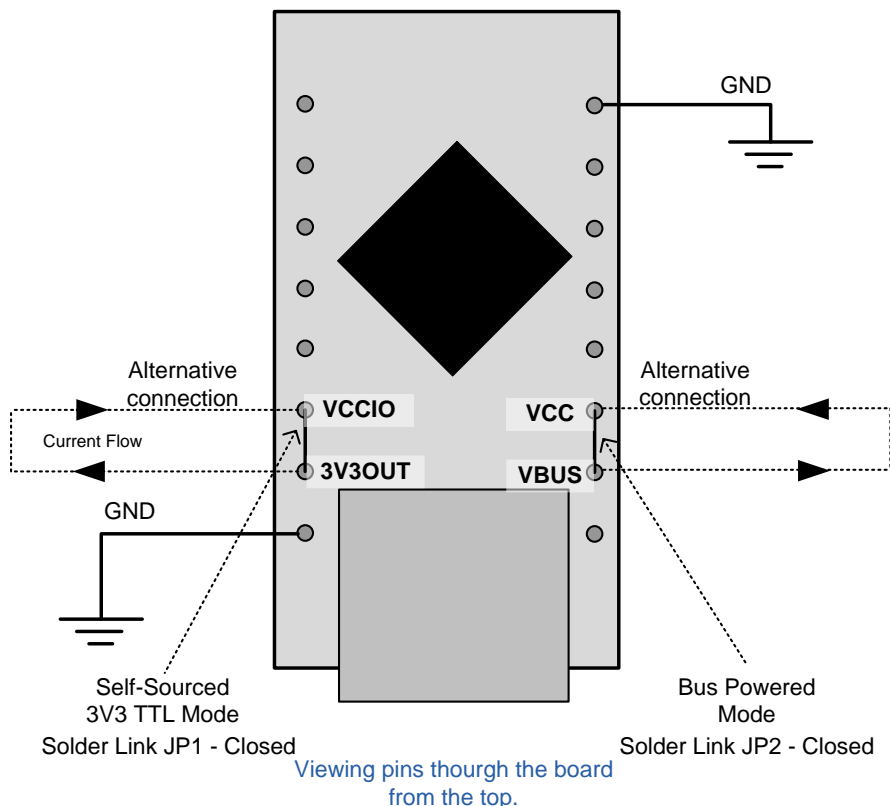 GND
Alternative
connection
VCCIO
VCC
Alternative
connection
Current Flow
3V3OUT
VBUS
GND
Self-Sourced
3V3 TTL Mode
Solder Link JP1 - Closed
Bus Powered
Mode
Solder Link JP2 - Closed
Viewing pins thourgh the board
from the top.